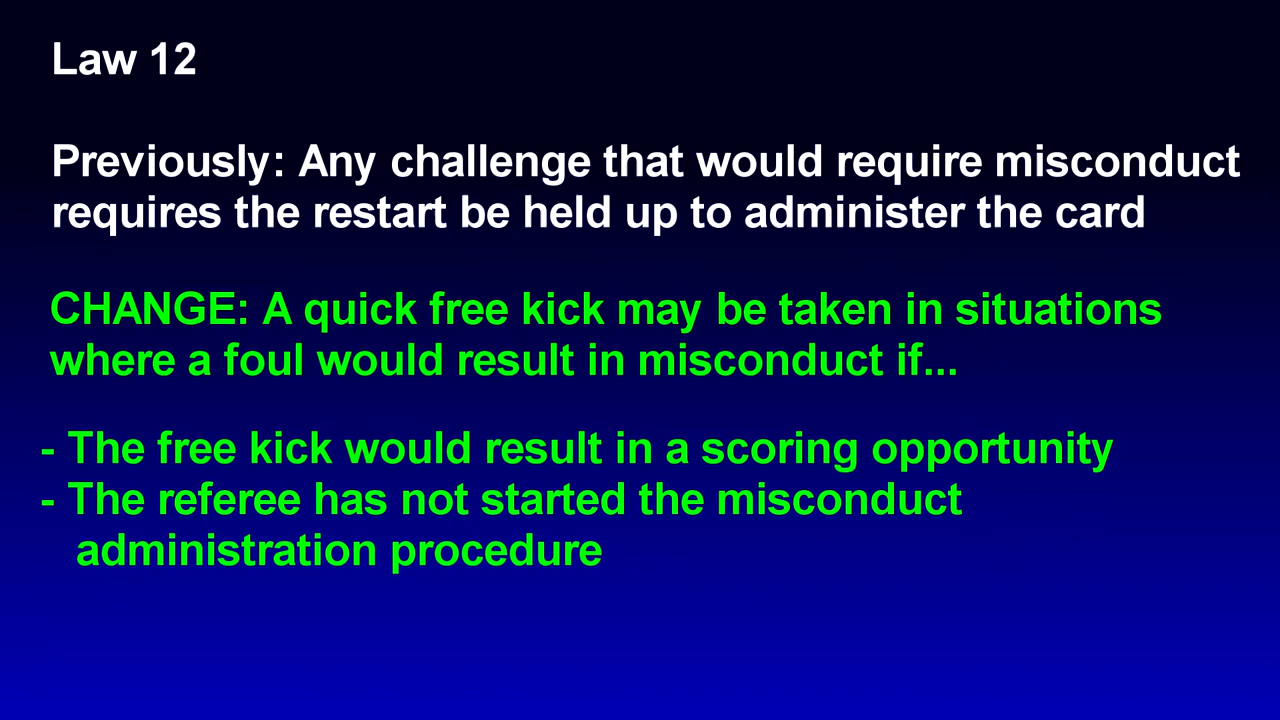 Law 12
Previously: Any challenge that would require misconduct
requires the restart be held up to administer the card
CHANGE: A quick free kick may be taken in situations
where a foul would result in misconduct if...
- The free kick would result in a scoring opportunity
- The referee has not started the misconduct
administration procedure